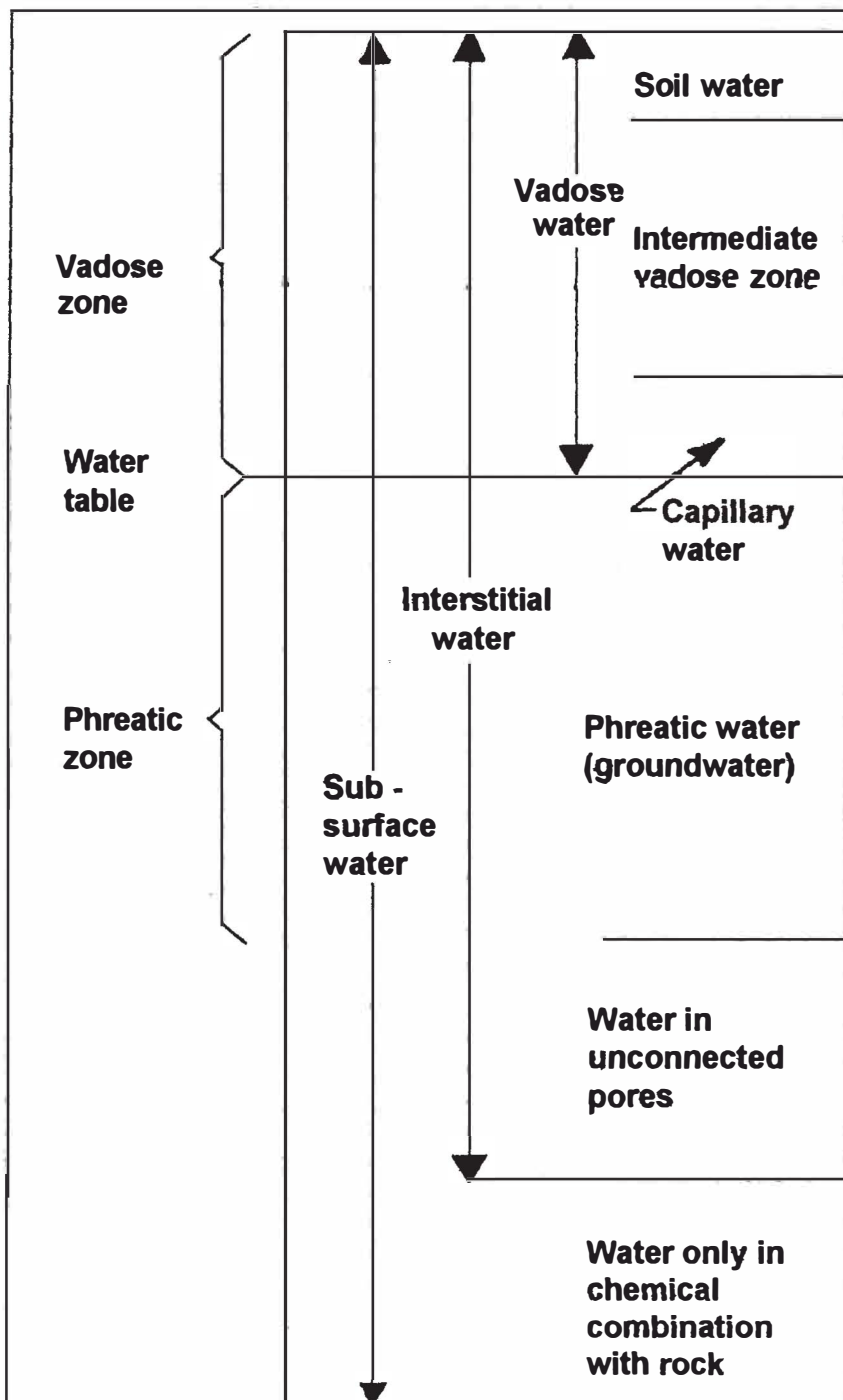 Soil water
Vadose
water
Intermediate
vadose zone
Vadose
zone
Water
table
Capillary
water
Interstitial
water
Phreatic
zone
Phreatic water
(groundwater)
Sub -
surface
water
Water in
unconnected
pores
Water only in
chemical
combination
with rock